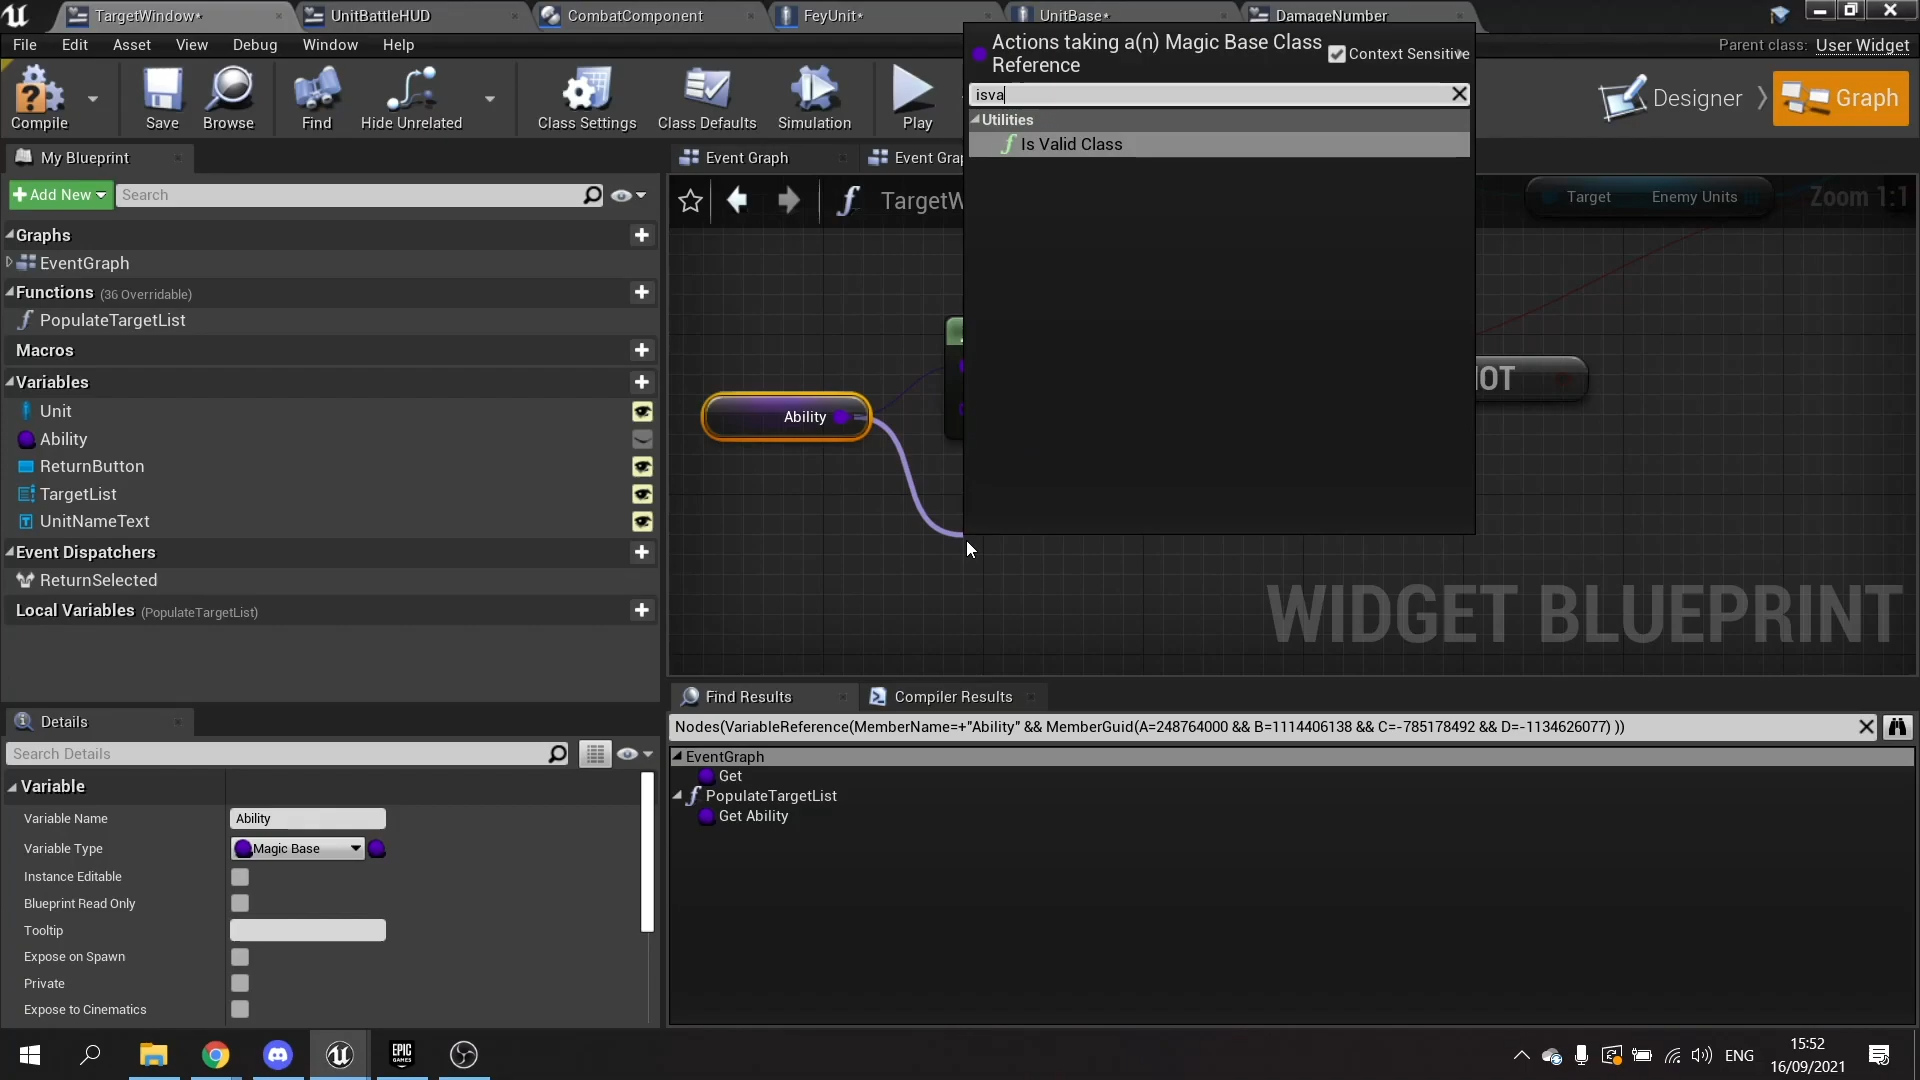 TargetWindow*
UnitBattleHUD
CombatComponent
FeyUnit*
UnitBase*
DamageNumber
File Edit Asset View Debug Window Help
Parent class: User Widget
Actions taking a(n) Magic Base Class
Reference
Context Sensitive
isva
Utilities
Is Valid Class
Compile
Save
Browse
Find
Hide Unrelated
Class Settings
Class Defaults
Simulation
Play
Designer
Graph
My Blueprint
Event Graph
Event Gra
Add New
Search
TargetW
Target Enemy Units
Zoom 1:1
Graphs
EventGraph
Functions (36 Overridable)
PopulateTargetList
Macros
Variables
Unit
Ability
ReturnButton
TargetList
UnitNameText
Event Dispatchers
ReturnSelected
Local Variables (PopulateTargetList)
Ability
OT
WIDGET BLUEPRINT
Details
Search Details
Variable
Variable Name Ability
Variable Type Magic Base
Instance Editable
Blueprint Read Only
Tooltip
Expose on Spawn
Private
Expose to Cinematics
Find Results
Compiler Results
Nodes(VariableReference(MemberName=+"Ability" && MemberGuid(A=248764000 && B=1114406138 && C=-785178492 && D=-1134626077) ))
EventGraph
Get
PopulateTargetList
Get Ability
EPIC GAMES
ENG
15:52
16/09/2021